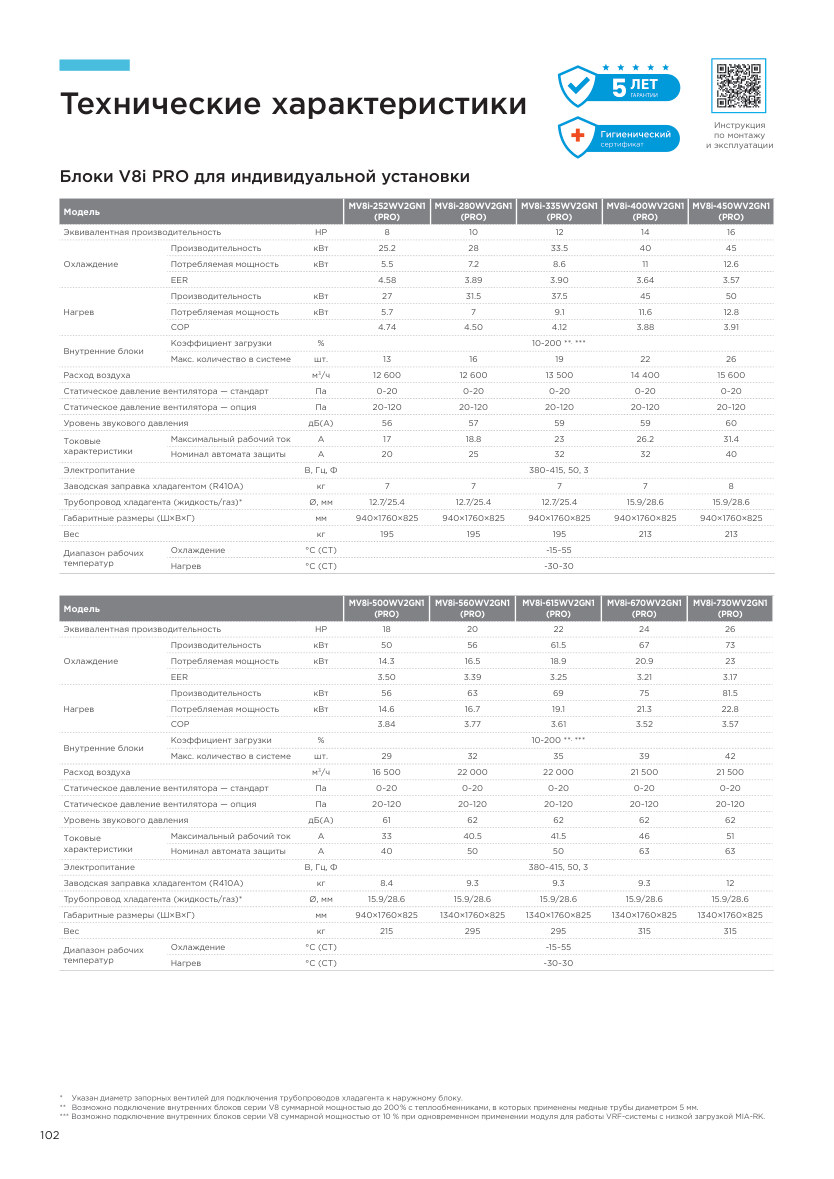 Технические характеристики
5 ЛЕТ
ГАРАНТИИ
Гигиенический
сертификат
Инструкция
по монтажу
и эксплуатации
Блоки V8i PRO для индивидуальной установки
Модель MV8i-252WV2GN1 (PRO) MV8i-280WV2GN1 (PRO) MV8i-335WV2GN1 (PRO) MV8i-400WV2GN1 (PRO) MV8i-450WV2GN1 (PRO)
Эквивалентная производительность HP 8 10 12 14 16
Охлаждение Производительность кВт 25.2 28 33.5 40 45
Потребляемая мощность кВт 5.5 7.2 8.6 11 12.6
EER 4.58 3.89 3.90 3.64 3.57
Нагрев Производительность кВт 27 31.5 37.5 45 50
Потребляемая мощность кВт 5.7 7 9.1 11.6 12.8
COP 4.74 4.50 4.12 3.88 3.91
Внутренние блоки Коэффициент загрузки % 10-200 **, ***
Макс. количество в системе шт. 13 16 19 22 26
Расход воздуха м³/ч 12 600 12 600 13 500 14 400 15 600
Статическое давление вентилятора — стандарт Па 0–20 0–20 0–20 0–20 0–20
Статическое давление вентилятора — опция Па 20–120 20–120 20–120 20–120 20–120
Уровень звукового давления дБ(А) 56 57 59 59 60
Токовые характеристики Максимальный рабочий ток А 17 18.8 23 26.2 31.4
Номинал автомата защиты А 20 25 32 32 40
Электропитание В, Гц, Ф 380–415, 50, 3
Заводская заправка хладагентом (R410A) кг 7 7 7 7 8
Трубопровод хладагента (жидкость/газ)* Ø, мм 12.7/25.4 12.7/25.4 12.7/25.4 15.9/28.6 15.9/28.6
Габаритные размеры (Ш×В×Г) мм 940×1760×825 940×1760×825 940×1760×825 940×1760×825 940×1760×825
Вес кг 195 195 195 213 213
Диапазон рабочих температур Охлаждение °С (СТ) -15–55
Нагрев °С (СТ) -30–30
Модель MV8i-500WV2GN1 (PRO) MV8i-560WV2GN1 (PRO) MV8i-615WV2GN1 (PRO) MV8i-670WV2GN1 (PRO) MV8i-730WV2GN1 (PRO)
Эквивалентная производительность HP 18 20 22 24 26
Охлаждение Производительность кВт 50 56 61.5 67 73
Потребляемая мощность кВт 14.3 16.5 18.9 20.9 23
EER 3.50 3.39 3.25 3.21 3.17
Нагрев Производительность кВт 56 63 69 75 81.5
Потребляемая мощность кВт 14.6 16.7 19.1 21.3 22.8
COP 3.84 3.77 3.61 3.52 3.57
Внутренние блоки Коэффициент загрузки % 10-200 **, ***
Макс. количество в системе шт. 29 32 35 39 42
Расход воздуха м³/ч 16 500 22 000 22 000 21 500 21 500
Статическое давление вентилятора — стандарт Па 0–20 0–20 0–20 0–20 0–20
Статическое давление вентилятора — опция Па 20–120 20–120 20–120 20–120 20–120
Уровень звукового давления дБ(А) 61 62 62 62 62
Токовые характеристики Максимальный рабочий ток А 33 40.5 41.5 46 51
Номинал автомата защиты А 40 50 50 63 63
Электропитание В, Гц, Ф 380–415, 50, 3
Заводская заправка хладагентом (R410A) кг 8.4 9.3 9.3 9.3 12
Трубопровод хладагента (жидкость/газ)* Ø, мм 15.9/28.6 15.9/28.6 15.9/28.6 15.9/28.6 15.9/28.6
Габаритные размеры (Ш×В×Г) мм 940×1760×825 1340×1760×825 1340×1760×825 1340×1760×825 1340×1760×825
Вес кг 215 295 295 315 315
Диапазон рабочих температур Охлаждение °С (СТ) -15–55
Нагрев °С (СТ) -30–30
* Указан диаметр запорных вентилей для подключения трубопроводов хладагента к наружному блоку.
** Возможно подключение внутренних блоков серии V8 суммарной мощностью до 200% с теплообменниками, в которых применены медные трубы диаметром 5 мм.
*** Возможно подключение внутренних блоков серии V8 суммарной мощностью от 10 % при одновременном применении модуля для работы VRF-системы с низкой загрузкой MIA-RK.
102